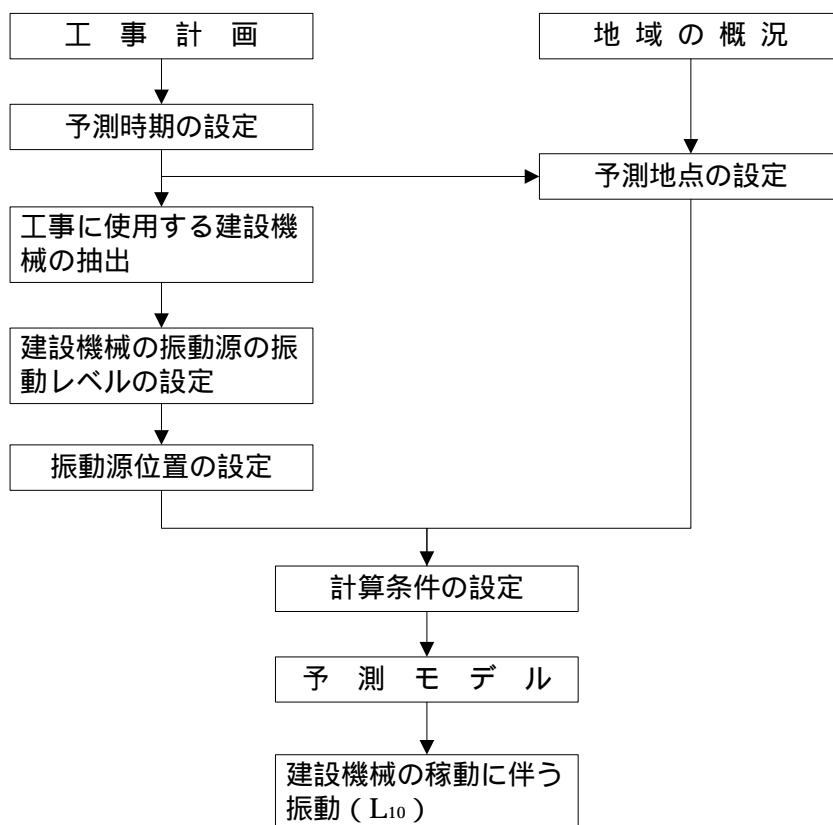 工事計画
地域の概況
予測時期の設定
予測地点の設定
工事に使用する建設機
械の抽出
建設機械の振動源の振
動レベルの設定
振動源位置の設定
計算条件の設定
予測モデル
建設機械の稼動に伴う
振動(L10)